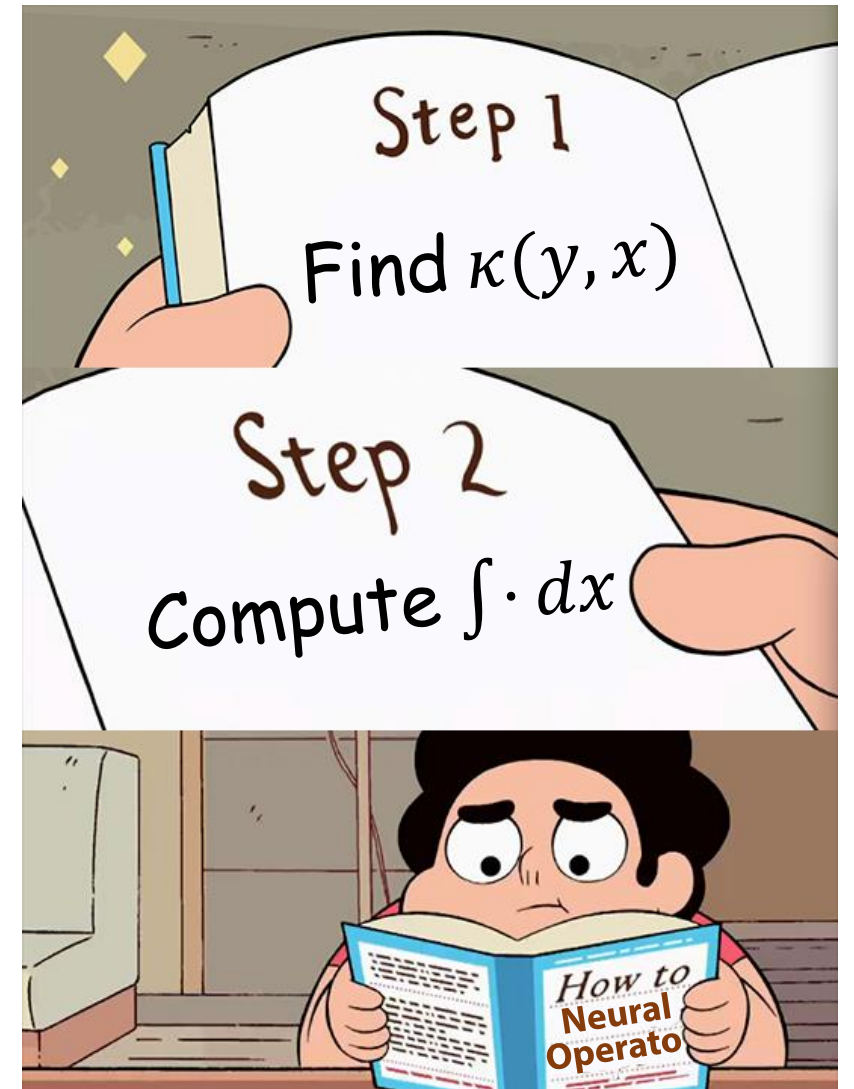 Step 1
Find κ(y, x)
Step 2
Compute ∫· dx
How to
Neural
Operato